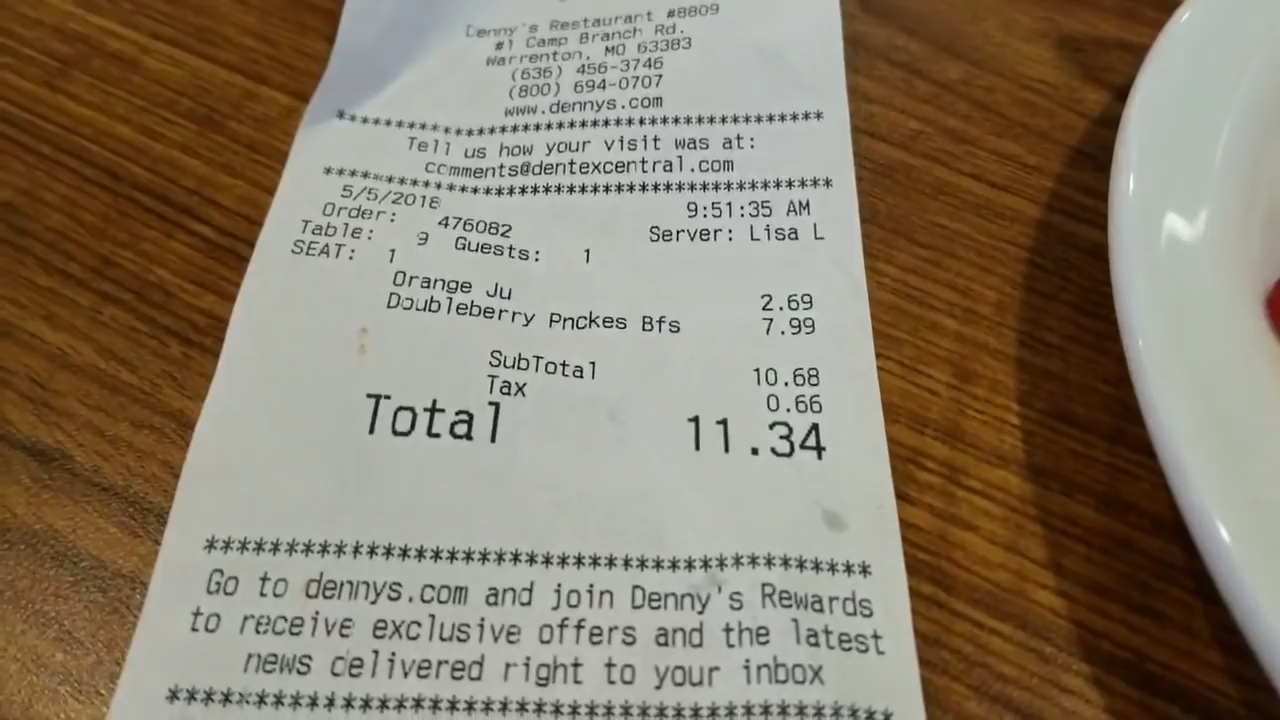 Denny's Restaurant #8809
#1 Camp Branch Rd.
Warrenton, MO 63383
(636) 456-3746
(800) 694-0707
www.dennys.com
******************************************
Tell us how your visit was at:
comments@dentexcentral.com
******************************************
5/5/2018 9:51:35 AM
Order: 476082 Server: Lisa L
Table: 9 Guests: 1
SEAT: 1
Orange Ju 2.69
Doubleberry Pnckes Bfs 7.99
SubTotal 10.68
Tax 0.66
Total 11.34
******************************************
Go to dennys.com and join Denny's Rewards
to receive exclusive offers and the latest
news delivered right to your inbox
******************************************